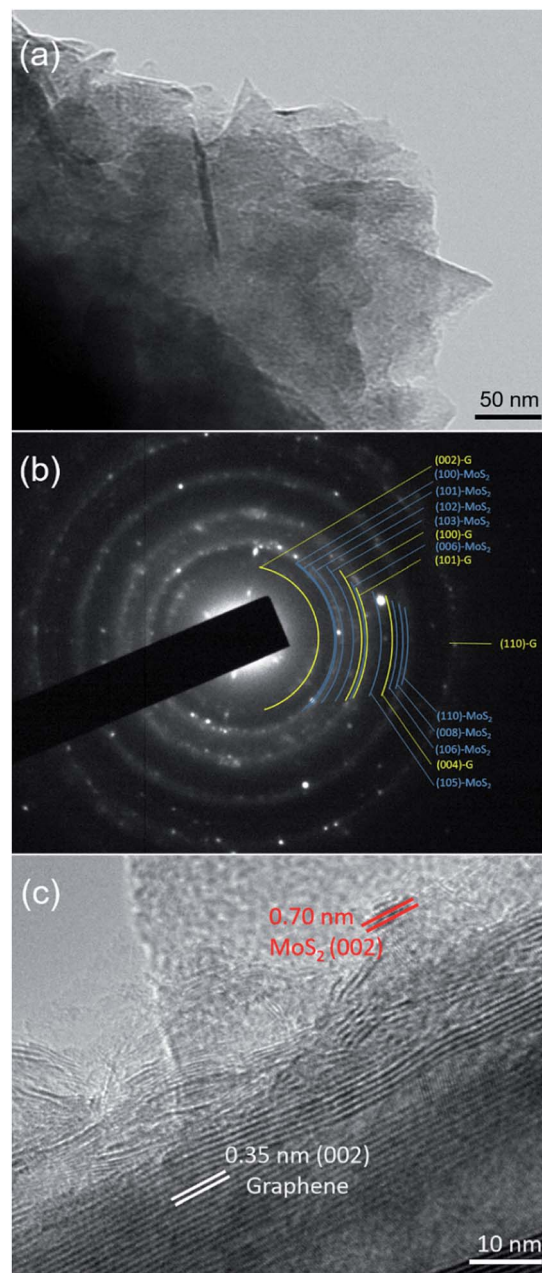 (a)
50 nm
(b)
(002)-G
(100)-MoS₂
(101)-MoS₂
(102)-MoS₂
(103)-MoS₂
(100)-G
(006)-MoS₂
(101)-G
(110)-G
(110)-MoS₂
(008)-MoS₂
(106)-MoS₂
(004)-G
(105)-MoS₂
(c)
0.70 nm
MoS₂ (002)
0.35 nm (002)
Graphene
10 nm